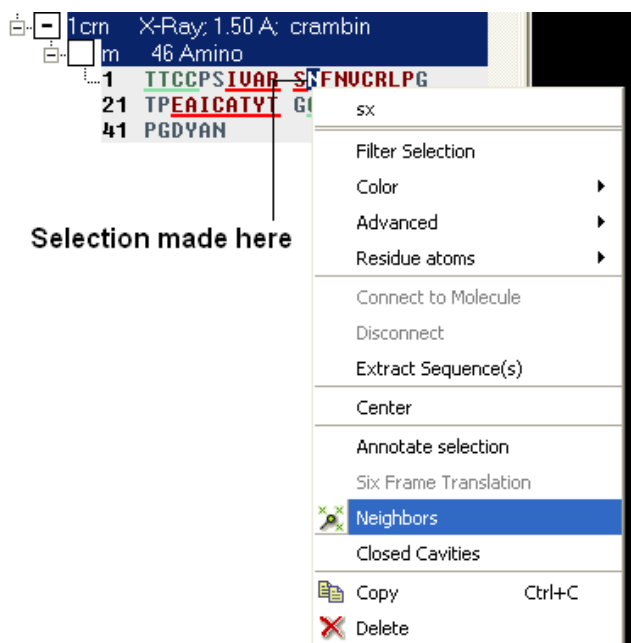 1crn X-Ray; 1.50 A; crambin
m 46 Amino
1 TTCCPSIVAR SNFNVCRLPG
21 TPEAICATYT G
41 PGDYAN
Selection made here
sx
Filter Selection
Color
Advanced
Residue atoms
Connect to Molecule
Disconnect
Extract Sequence(s)
Center
Annotate selection
Six Frame Translation
Neighbors
Closed Cavities
Copy Ctrl+C
Delete